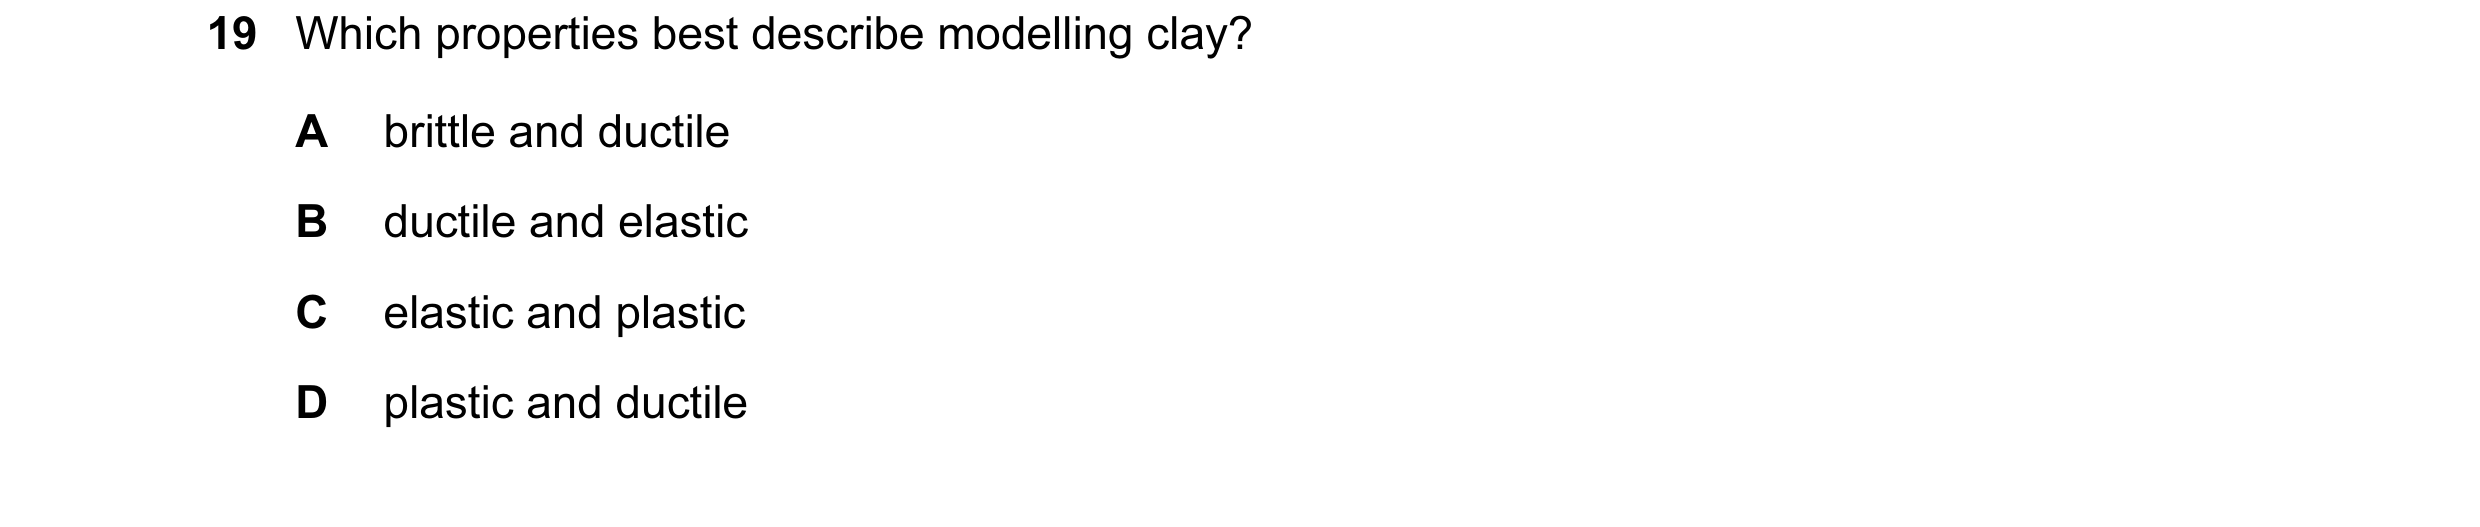 19 Which properties best describe modelling clay?
A brittle and ductile
B ductile and elastic
C elastic and plastic
D plastic and ductile